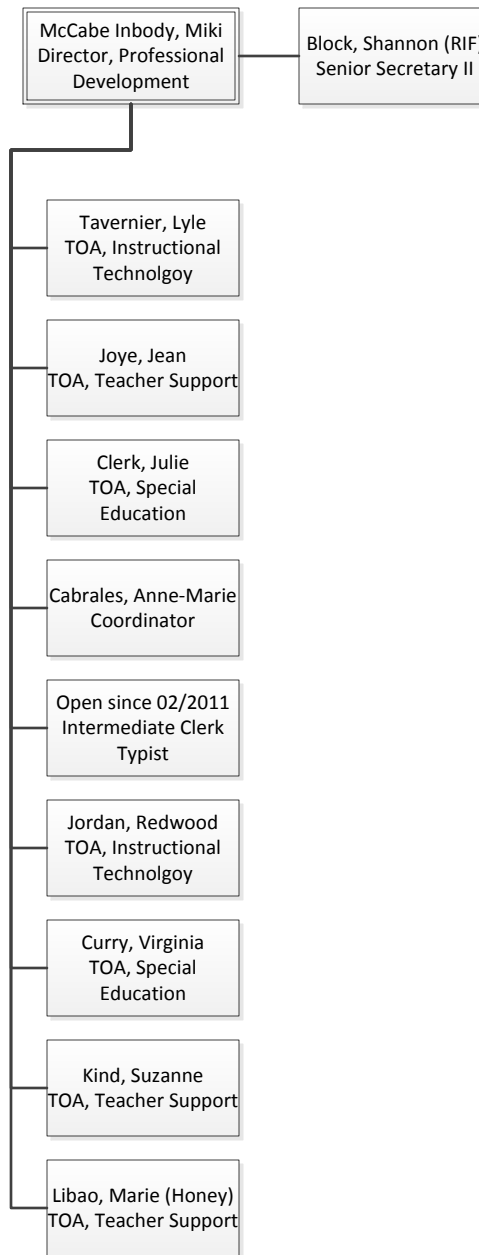 McCabe Inbody, Miki
Director, Professional
Development
Block, Shannon (RIF)
Senior Secretary II
Tavernier, Lyle
TOA, Instructional
Technolgoy
Joye, Jean
TOA, Teacher Support
Clerk, Julie
TOA, Special
Education
Cabrales, Anne-Marie
Coordinator
Open since 02/2011
Intermediate Clerk
Typist
Jordan, Redwood
TOA, Instructional
Technolgoy
Curry, Virginia
TOA, Special
Education
Kind, Suzanne
TOA, Teacher Support
Libao, Marie (Honey)
TOA, Teacher Support